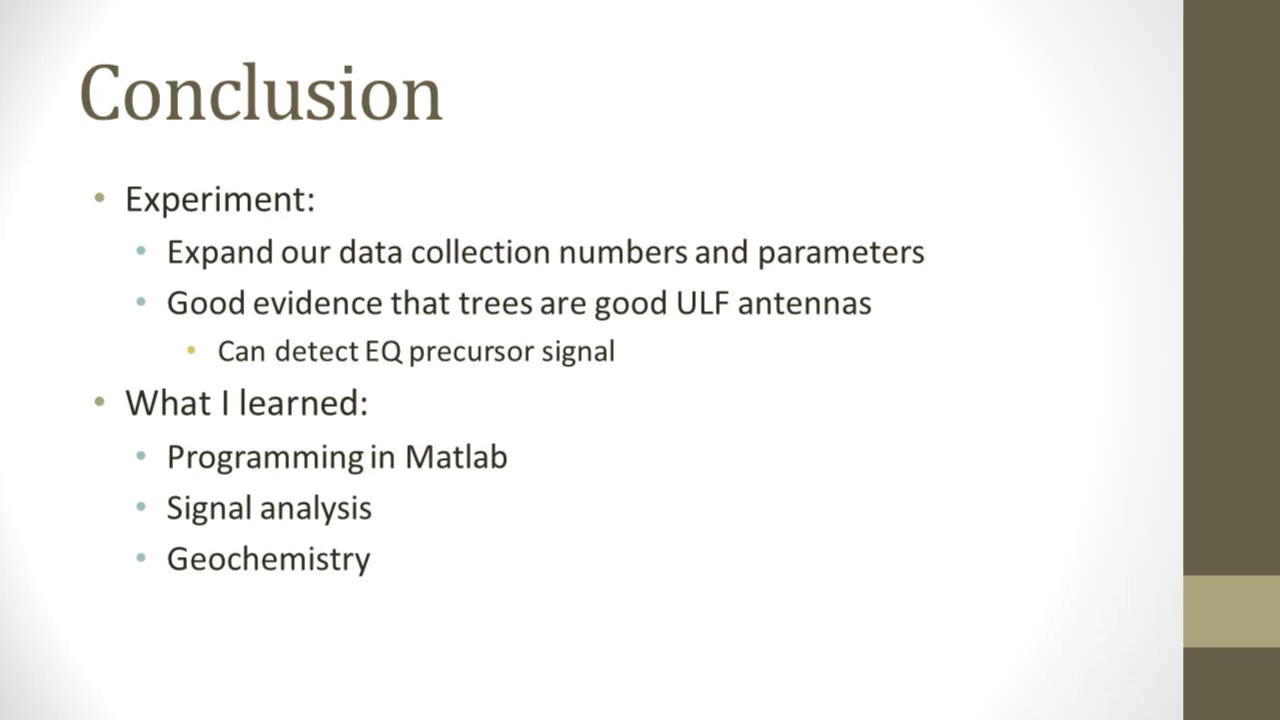 Conclusion
• Experiment:
• Expand our data collection numbers and parameters
• Good evidence that trees are good ULF antennas
• Can detect EQ precursor signal
• What I learned:
• Programming in Matlab
• Signal analysis
• Geochemistry